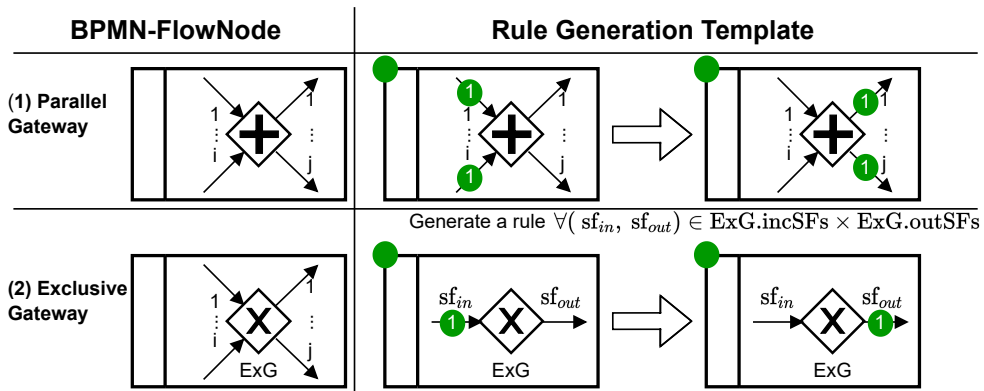 BPMN-FlowNode
Rule Generation Template
(1) Parallel
Gateway
1
⋮
i
1
⋮
j
1
1
⋮
i
1
1
⋮
j
1
⋮
i
1
1
⋮
1
j
Generate a rule ∀( sf_in, sf_out) ∈ ExG.incSFs × ExG.outSFs
(2) Exclusive
Gateway
1
⋮
i
X
1
⋮
j
ExG
sf_in
sf_out
1
X
ExG
sf_in
sf_out
X
1
ExG